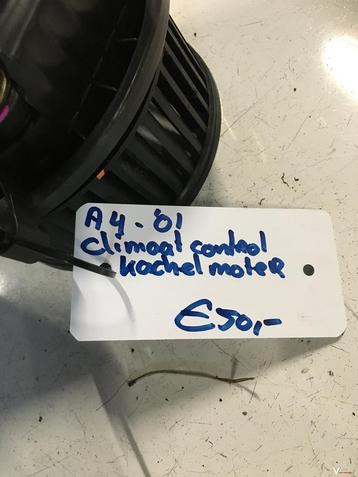 A4-'01
climaat control
kachel moter
€50,-